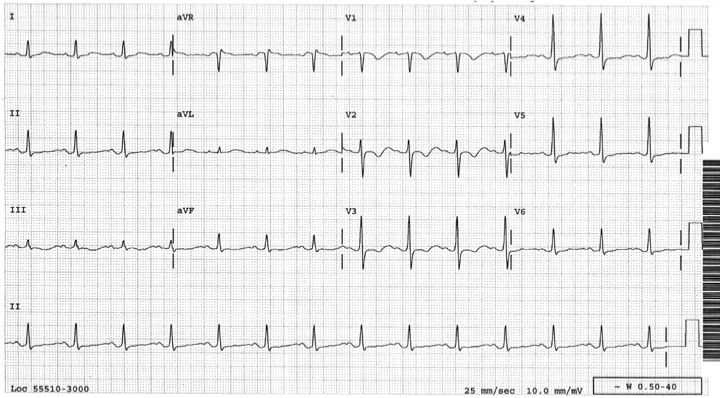 I aVR V1 V4
II aVL V2 V5
III aVF V3 V6
II
Loc 55510-3000 25 mm/sec 10.0 mm/mV ~ W 0.50-40